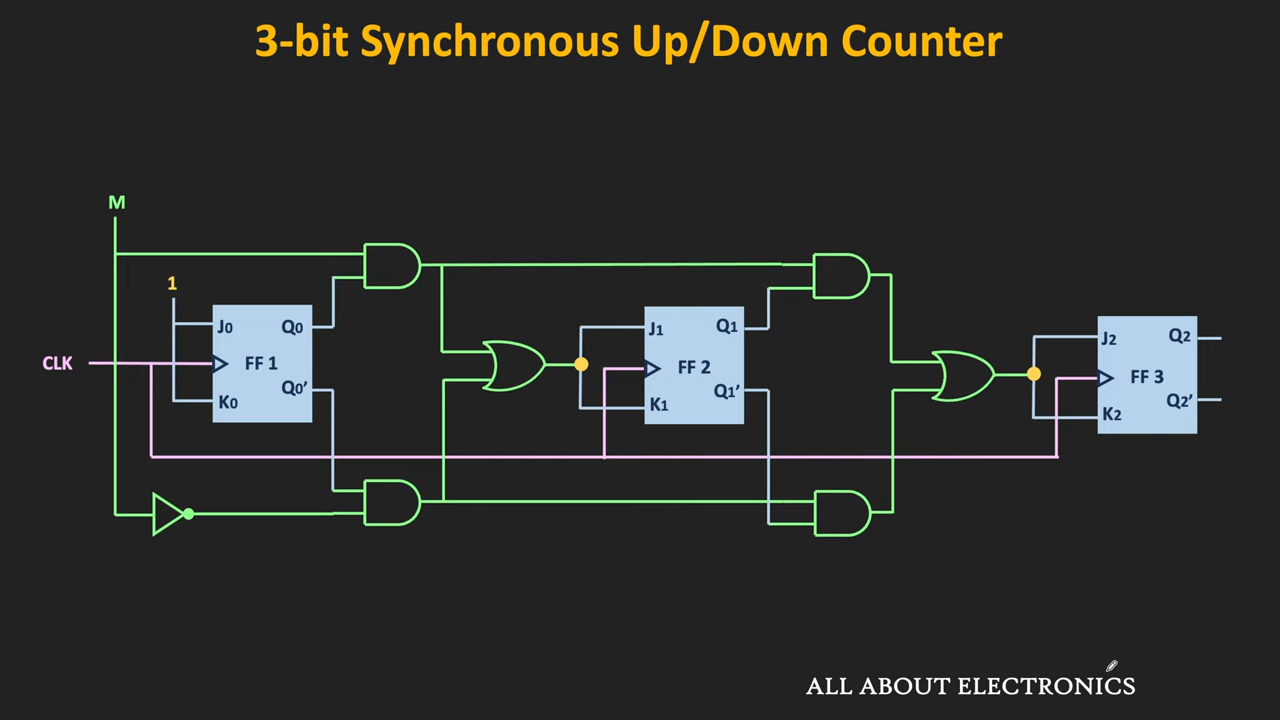 3-bit Synchronous Up/Down Counter
M
1
J0
Q0
CLK
FF 1
Q0'
K0
J1
Q1
FF 2
Q1'
K1
J2
Q2
FF 3
Q2'
K2
ALL ABOUT ELECTRONICS